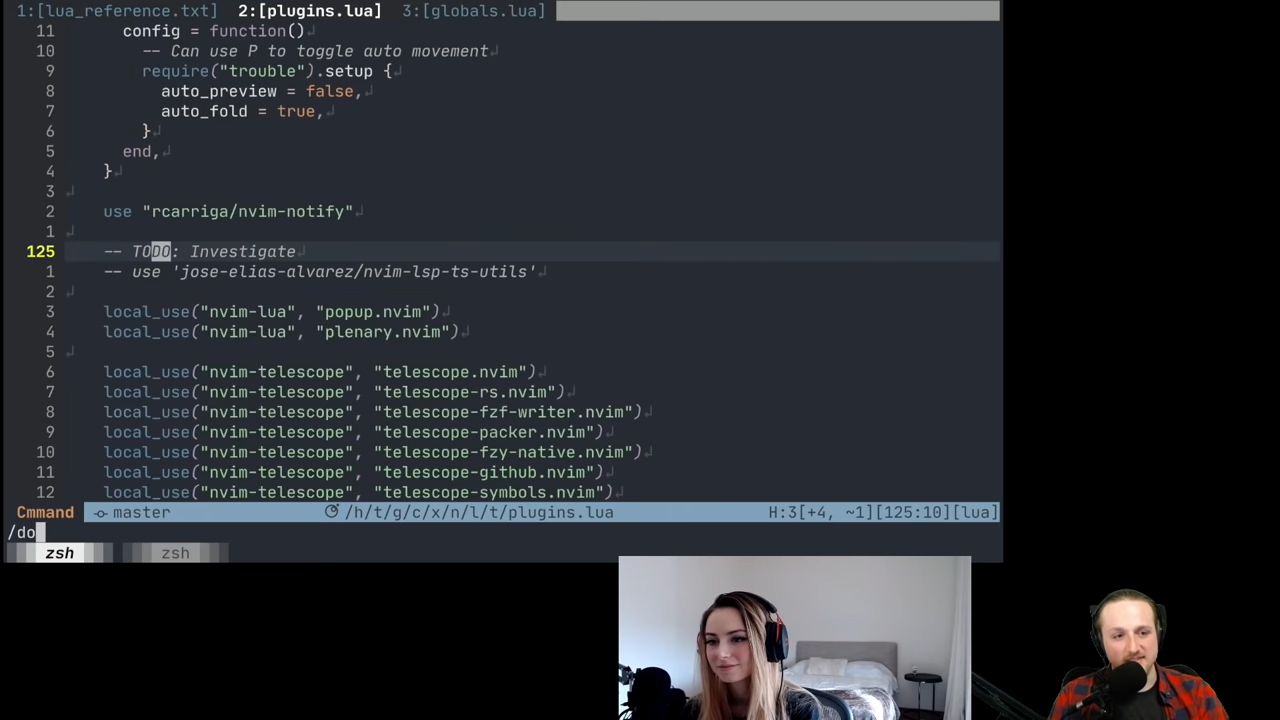 1:[lua_reference.txt] 2:[plugins.lua] 3:[globals.lua]
11 config = function()
10 -- Can use P to toggle auto movement
9 require("trouble").setup {
8 auto_preview = false,
7 auto_fold = true,
6 }
5 end,
4 }
3
2 use "rcarriga/nvim-notify"
1
125 -- TODO: Investigate
1 -- use 'jose-elias-alvarez/nvim-lsp-ts-utils'
2
3 local_use("nvim-lua", "popup.nvim")
4 local_use("nvim-lua", "plenary.nvim")
5
6 local_use("nvim-telescope", "telescope.nvim")
7 local_use("nvim-telescope", "telescope-rs.nvim")
8 local_use("nvim-telescope", "telescope-fzf-writer.nvim")
9 local_use("nvim-telescope", "telescope-packer.nvim")
10 local_use("nvim-telescope", "telescope-fzy-native.nvim")
11 local_use("nvim-telescope", "telescope-github.nvim")
12 local_use("nvim-telescope", "telescope-symbols.nvim")
Cmmand master /h/t/g/c/x/n/l/t/plugins.lua H:3[+4, ~1][125:10][lua]
/do
zsh zsh